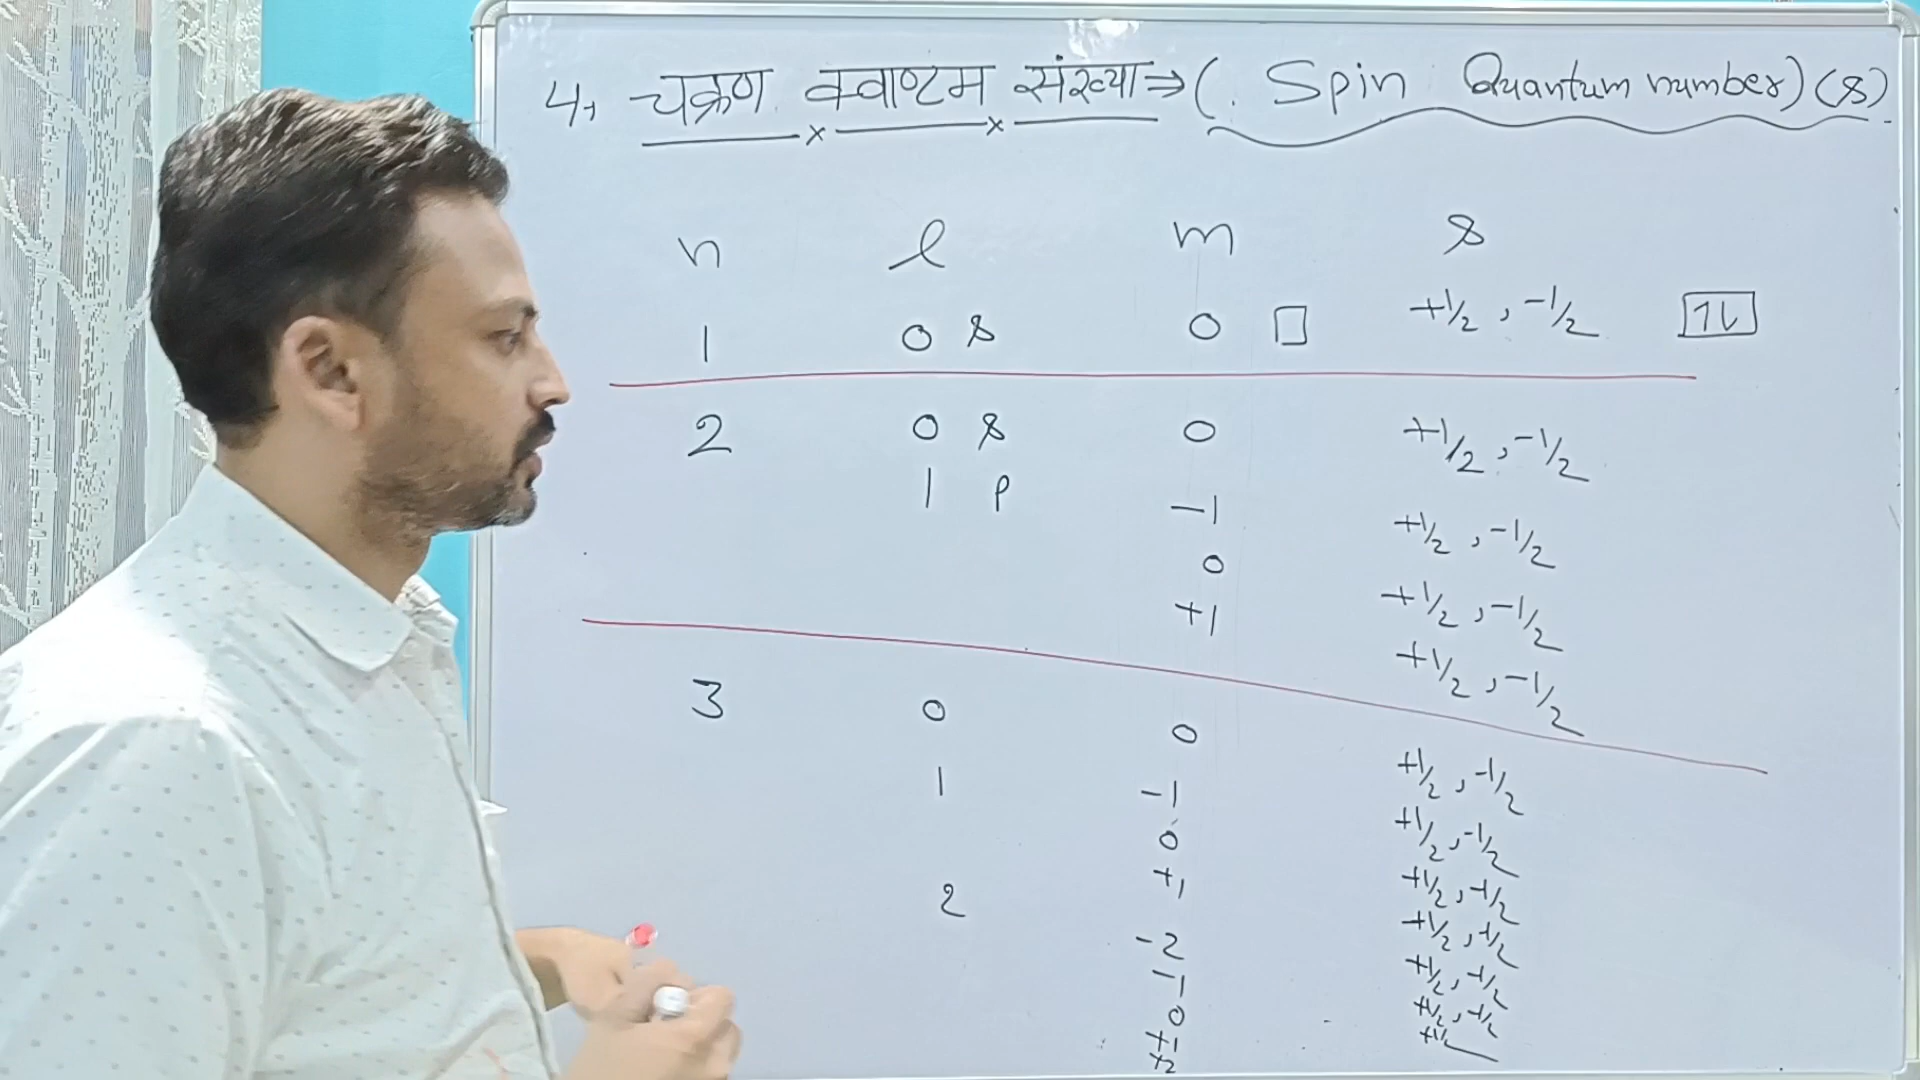 4, चक्रण क्वाण्टम संख्या ⇒ (. Spin Quantum number) (s)
n l m s
1 0 s 0 □ +1/2 , -1/2 1l
2 0 s 0 +1/2 , -1/2
1 p -1 +1/2 , -1/2
0 +1/2 , -1/2
+1 +1/2 , -1/2
3 0 0 +1/2 , -1/2
1 -1 +1/2 , -1/2
0 +1/2 , -1/2
+1 +1/2 , -1/2
2 -2 +1/2 , -1/2
-1 +1/2 , -1/2
0 +1/2
+1
+2